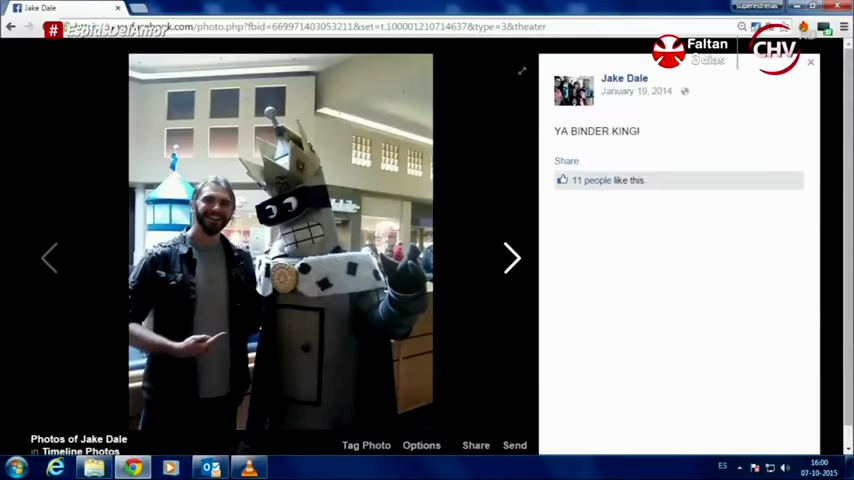 Jake Dale
superestrellas
facebook.com/photo.php?fbid=669971403053211&set=t.100001210714637&type=3&theater
#EspiasDelAmor
Faltan
3 días
CHV
Jake Dale
January 19, 2014
YA BINDER KING!
Share
11 people like this.
Photos of Jake Dale
in Timeline Photos
Tag Photo
Options
Share
Send
ES
16:00
07-10-2015